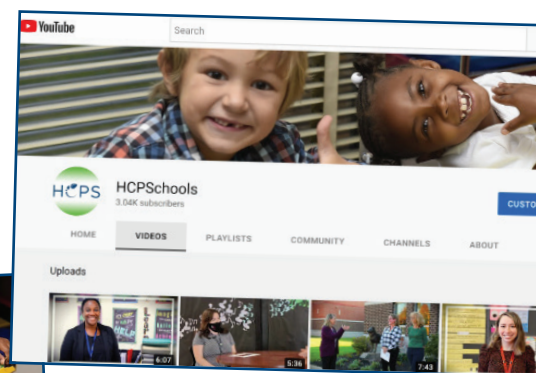 YouTube
Search
HCPS
HCPSchools
3.04K subscribers
CUSTO
HOME VIDEOS PLAYLISTS COMMUNITY CHANNELS ABOUT
Uploads
6:07 5:36 7:43